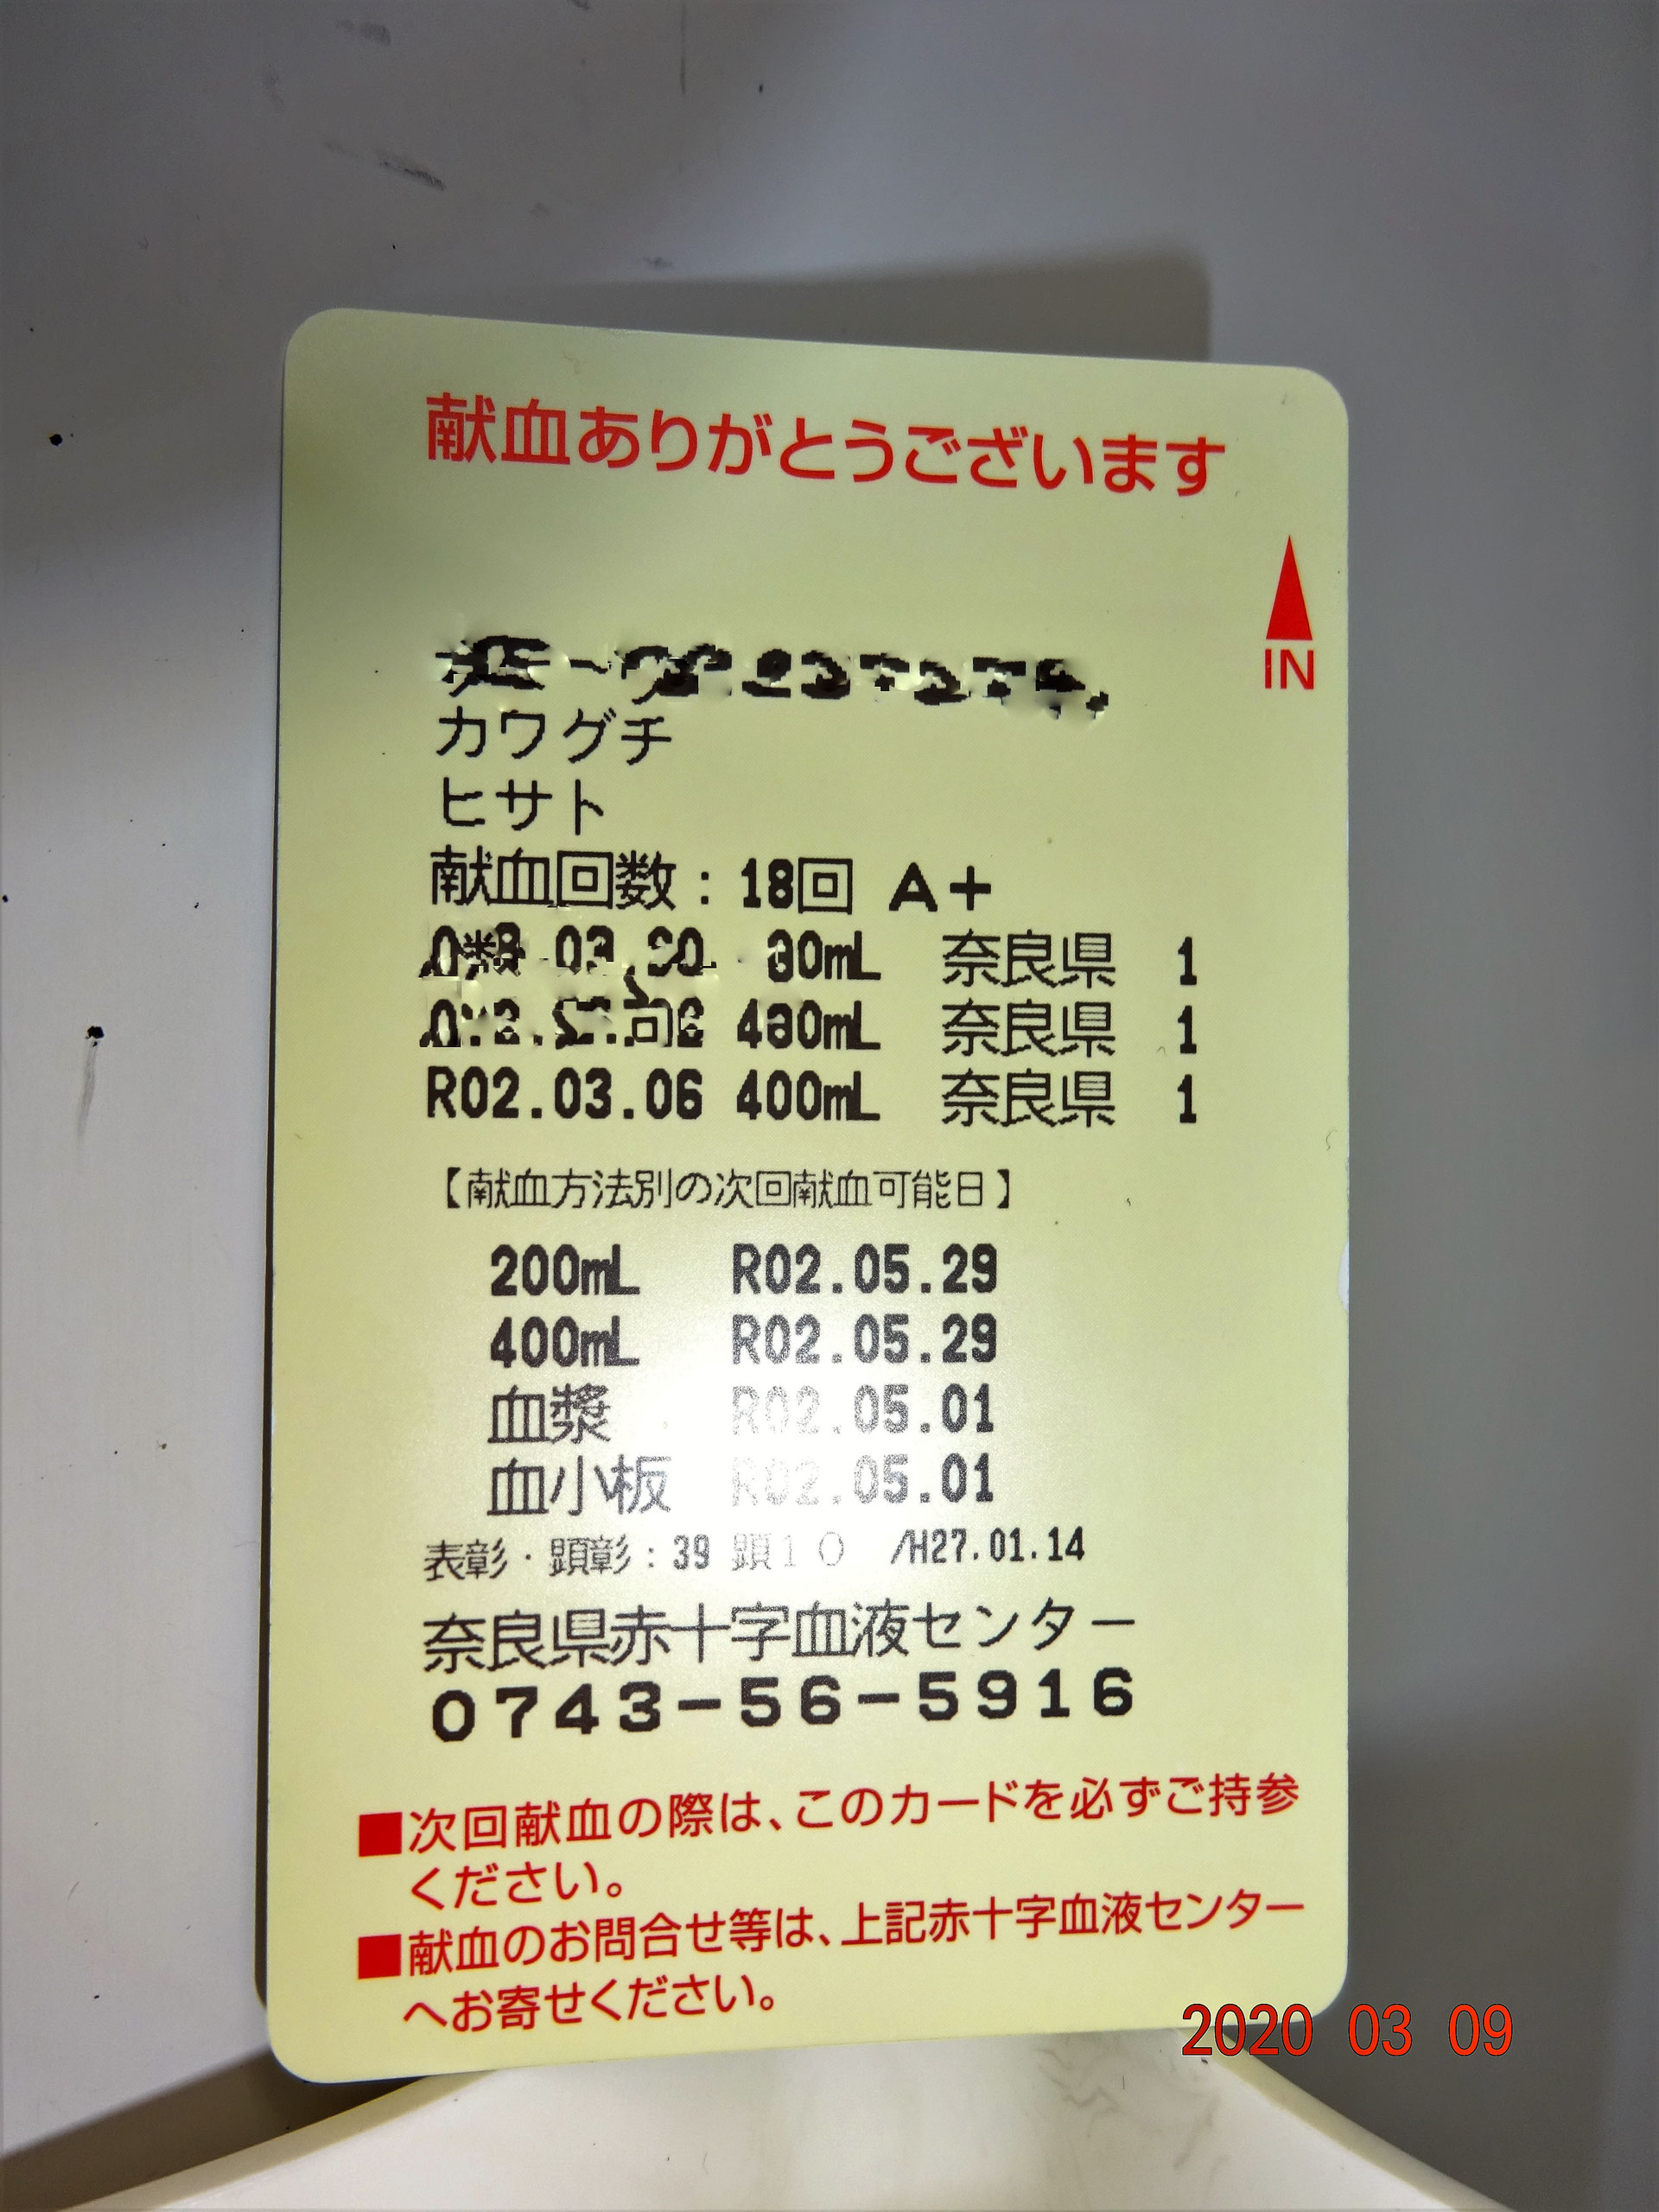 献血ありがとうございます
IN
カワグチ
ヒサト
献血回数：18回 A+
奈良県 1
奈良県 1
R02.03.06 400mL 奈良県 1
【献血方法別の次回献血可能日】
200mL R02.05.29
400mL R02.05.29
血漿 R02.05.01
血小板 R02.05.01
表彰・顕彰：39 顕１０ /H27.01.14
奈良県赤十字血液センター
0743-56-5916
■次回献血の際は、このカードを必ずご持参
ください。
■献血のお問合せ等は、上記赤十字血液センター
へお寄せください。
2020 03 09